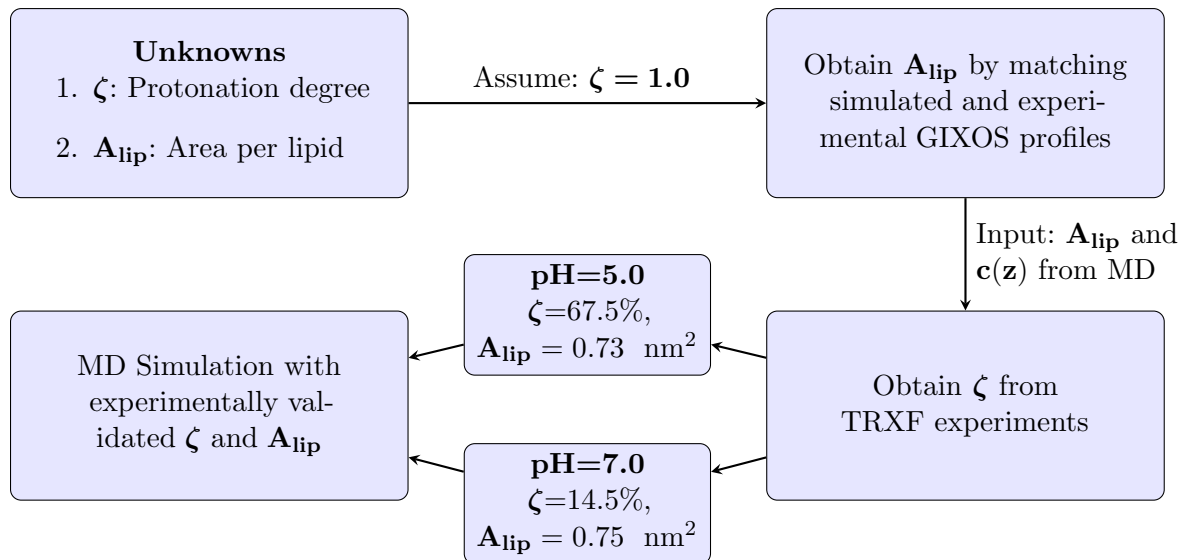 Unknowns
1. ζ: Protonation degree
2. A_lip: Area per lipid
Assume: ζ = 1.0
Obtain A_lip by matching
simulated and experi-
mental GIXOS profiles
Input: A_lip and
c(z) from MD
Obtain ζ from
TRXF experiments
pH=5.0
ζ=67.5%,
A_lip = 0.73 nm²
pH=7.0
ζ=14.5%,
A_lip = 0.75 nm²
MD Simulation with
experimentally val-
idated ζ and A_lip